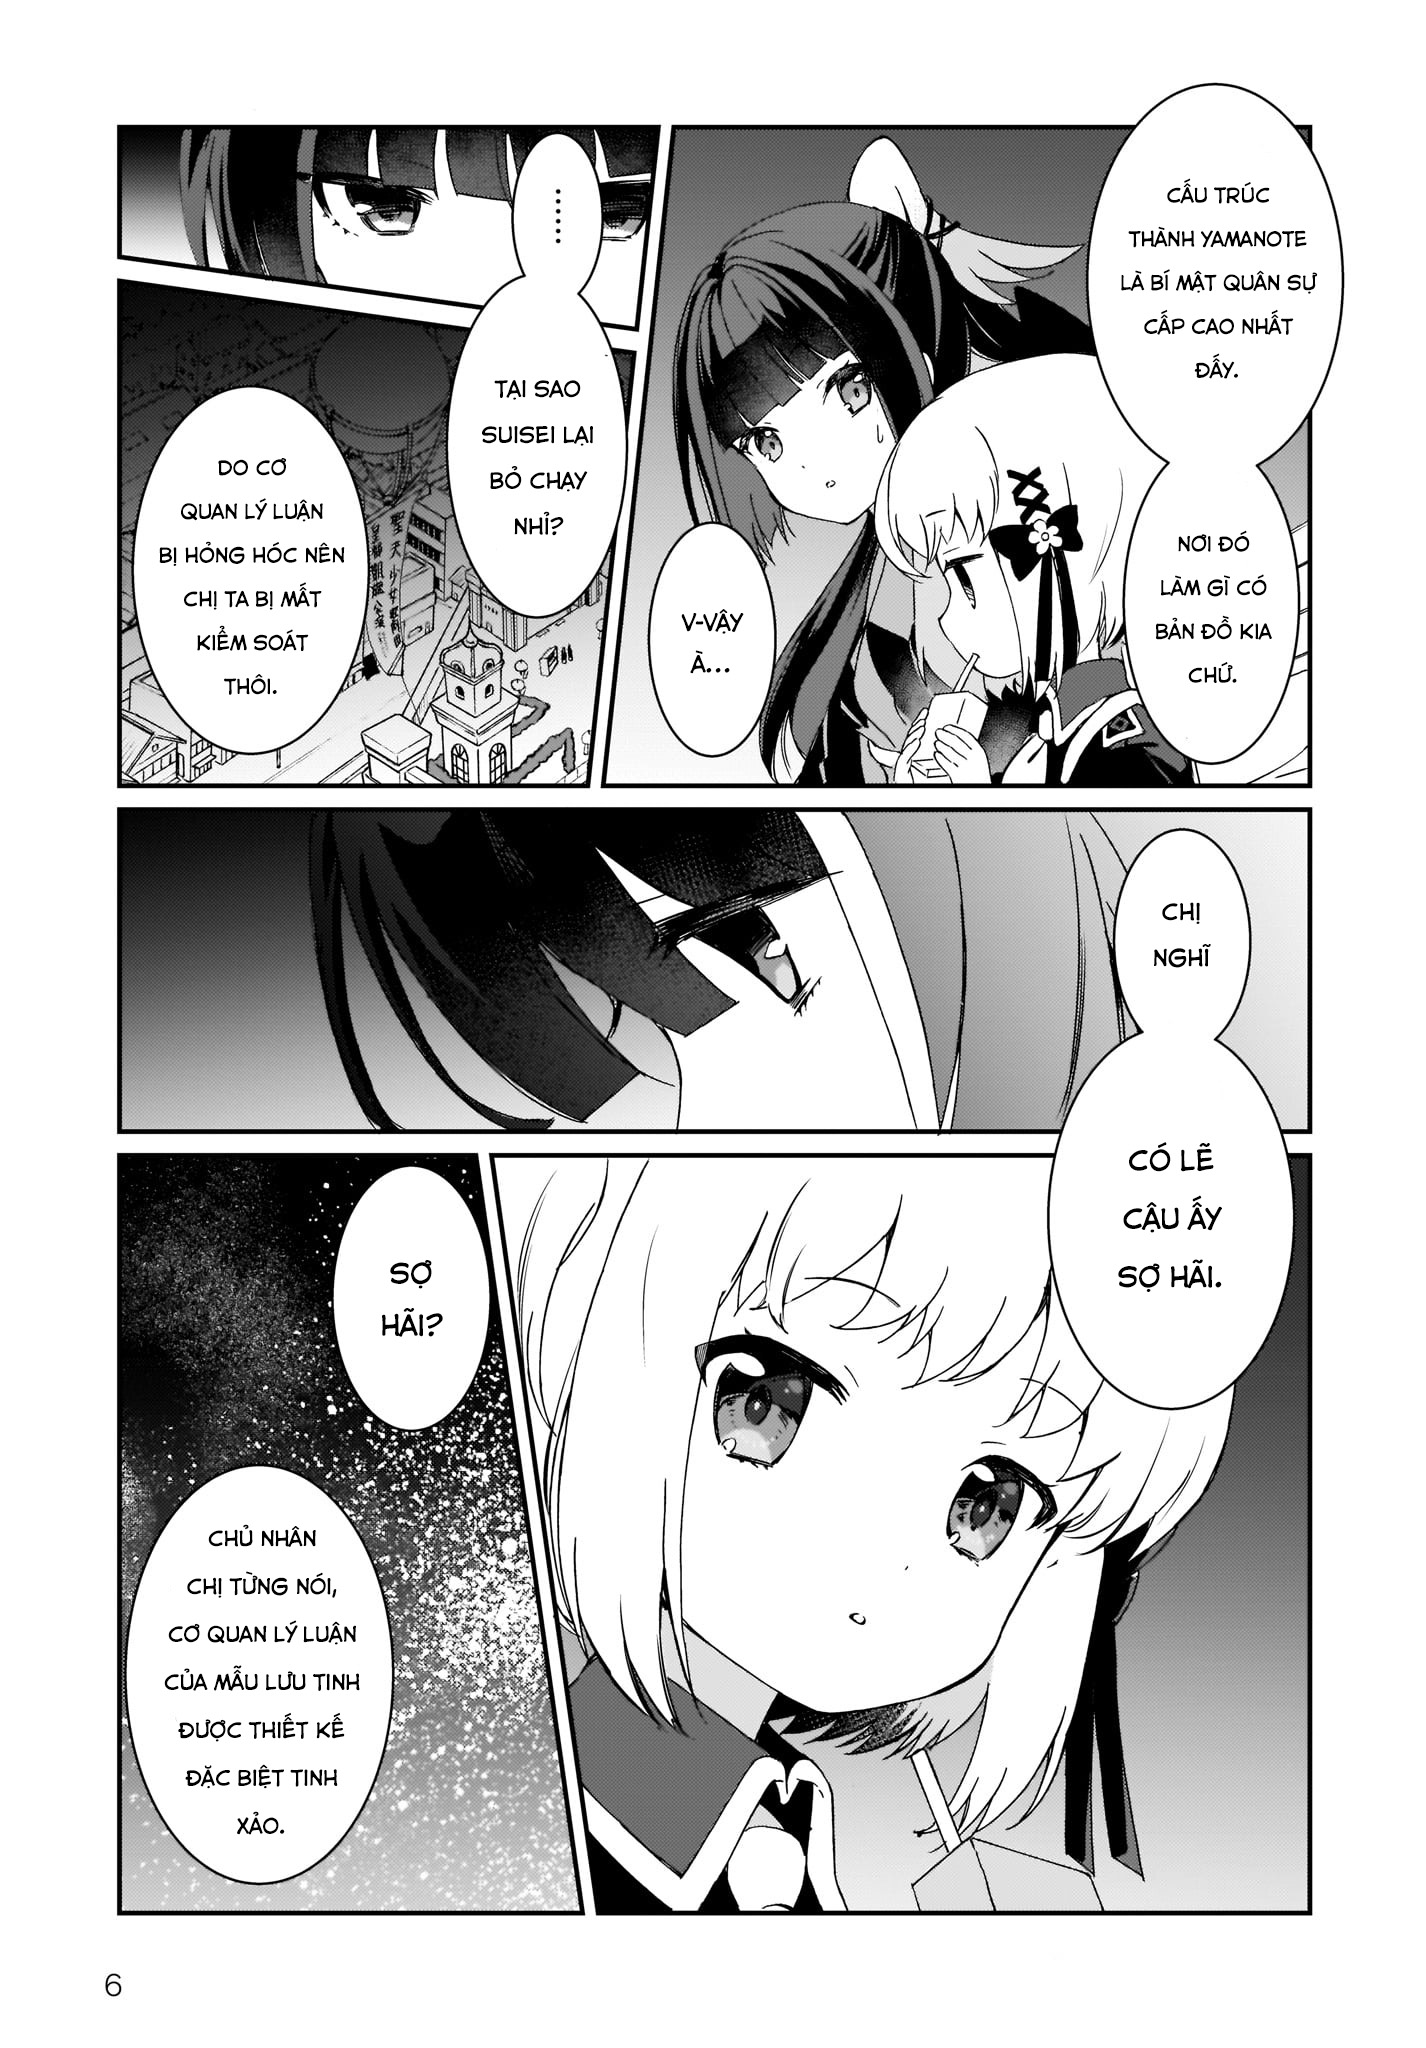 CẤU TRÚC
THÀNH YAMANOTE
LÀ BÍ MẬT QUÂN SỰ
CẤP CAO NHẤT
ĐẤY.
NƠI ĐÓ
LÀM GÌ CÓ
BẢN ĐỒ KIA
CHỨ.
V-VẬY
À...
........
TẠI SAO
SUISEI LẠI
BỎ CHẠY
NHỈ?
DO CƠ
QUAN LÝ LUẬN
BỊ HỎNG HÓC NÊN
CHỊ TA BỊ MẤT
KIỂM SOÁT
THÔI.
CHỊ
NGHĨ
CÓ LẼ
CẬU ẤY
SỢ HÃI.
SỢ
HÃI?
CHỦ NHÂN
CHỊ TỪNG NÓI,
CƠ QUAN LÝ LUẬN
CỦA MẪU LƯU TINH
ĐƯỢC THIẾT KẾ
ĐẶC BIỆT TINH
XẢO.
6